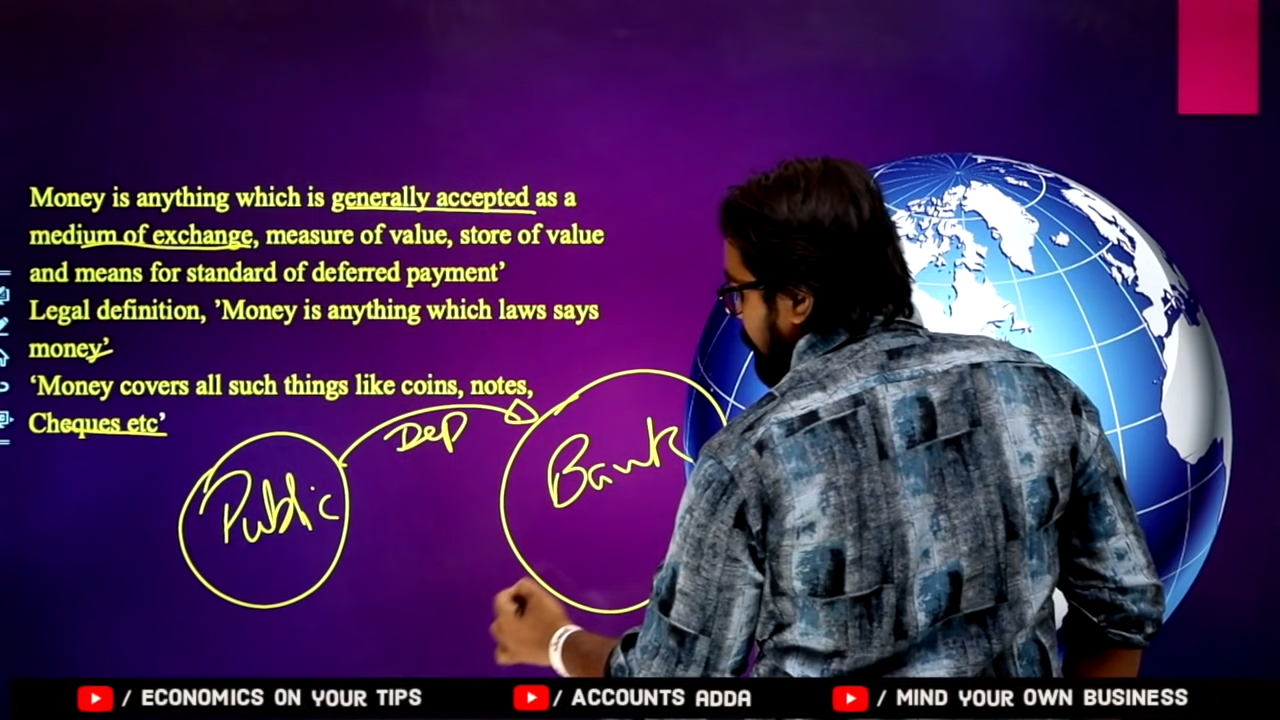 Money is anything which is generally accepted as a
medium of exchange, measure of value, store of value
and means for standard of deferred payment’
Legal definition, ’Money is anything which laws says
money’
‘Money covers all such things like coins, notes,
Cheques etc’
Public
Dep
Bank
/ ECONOMICS ON YOUR TIPS
/ ACCOUNTS ADDA
/ MIND YOUR OWN BUSINESS